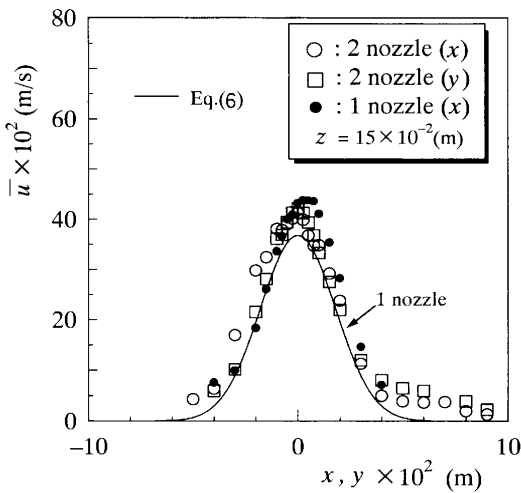 80
60
40
20
0
u̅ × 10² (m/s)
○ : 2 nozzle (x)
□ : 2 nozzle (y)
● : 1 nozzle (x)
z = 15×10⁻²(m)
Eq.(6)
1 nozzle
−10 0 10
x , y × 10² (m)